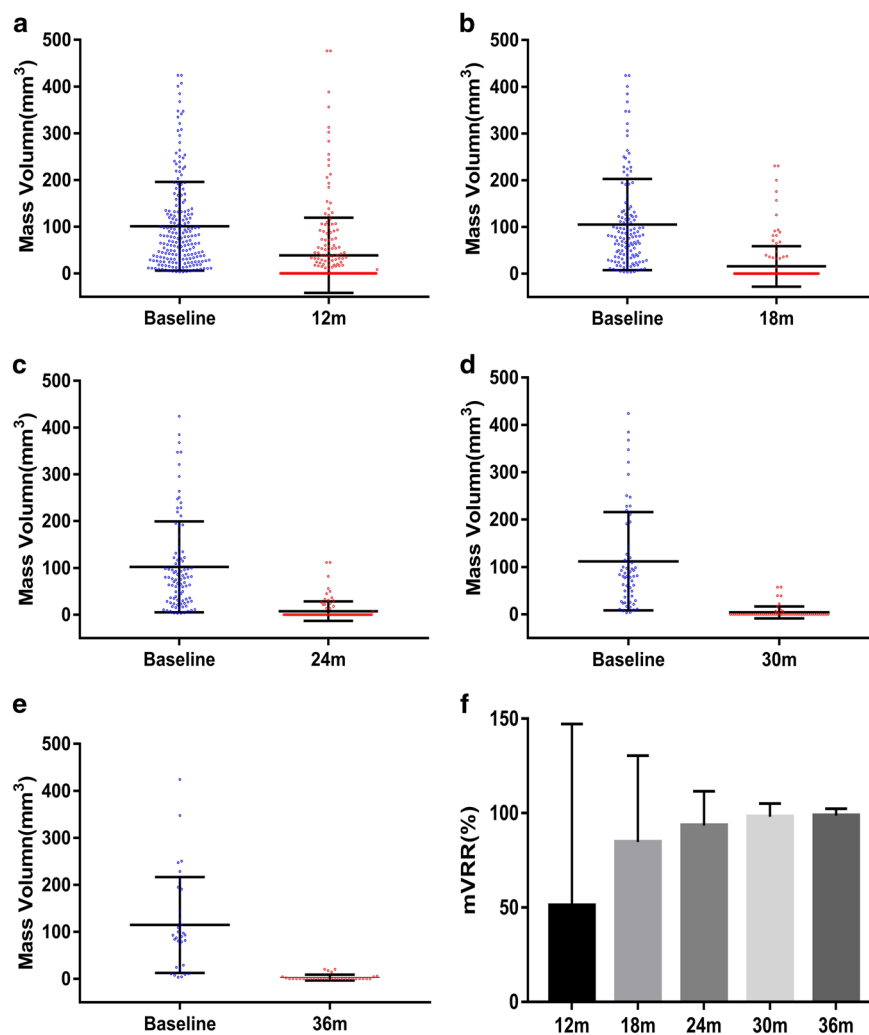 a
Mass Volumn(mm³)
500
400
300
200
100
0
Baseline 12m
b
Mass Volumn(mm³)
500
400
300
200
100
0
Baseline 18m
c
Mass Volumn(mm³)
500
400
300
200
100
0
Baseline 24m
d
Mass Volumn(mm³)
500
400
300
200
100
0
Baseline 30m
e
Mass Volumn(mm³)
500
400
300
200
100
0
Baseline 36m
f
mVRR(%)
150
100
50
0
12m 18m 24m 30m 36m